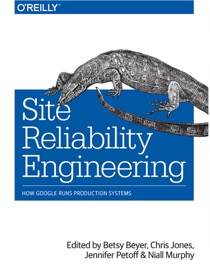 O'REILLY®
Site
Reliability
Engineering
HOW GOOGLE RUNS PRODUCTION SYSTEMS
Edited by Betsy Beyer, Chris Jones,
Jennifer Petoff & Niall Murphy